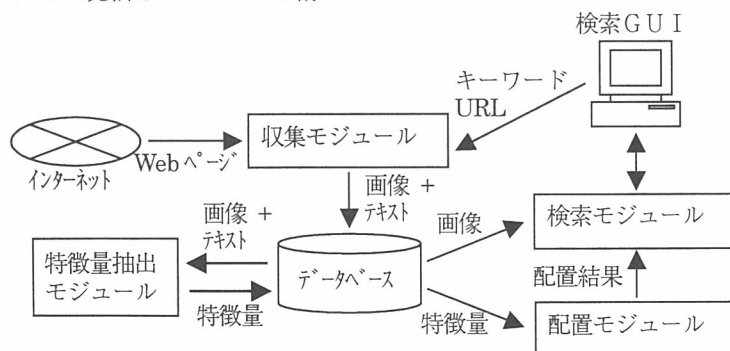 検索ＧＵＩ
キーワード
URL
収集モジュール
Webページ
インターネット
画像 +
テキスト
画像 +
テキスト
画像
検索モジュール
特徴量抽出
モジュール
データベース
配置結果
特徴量
特徴量
配置モジュール